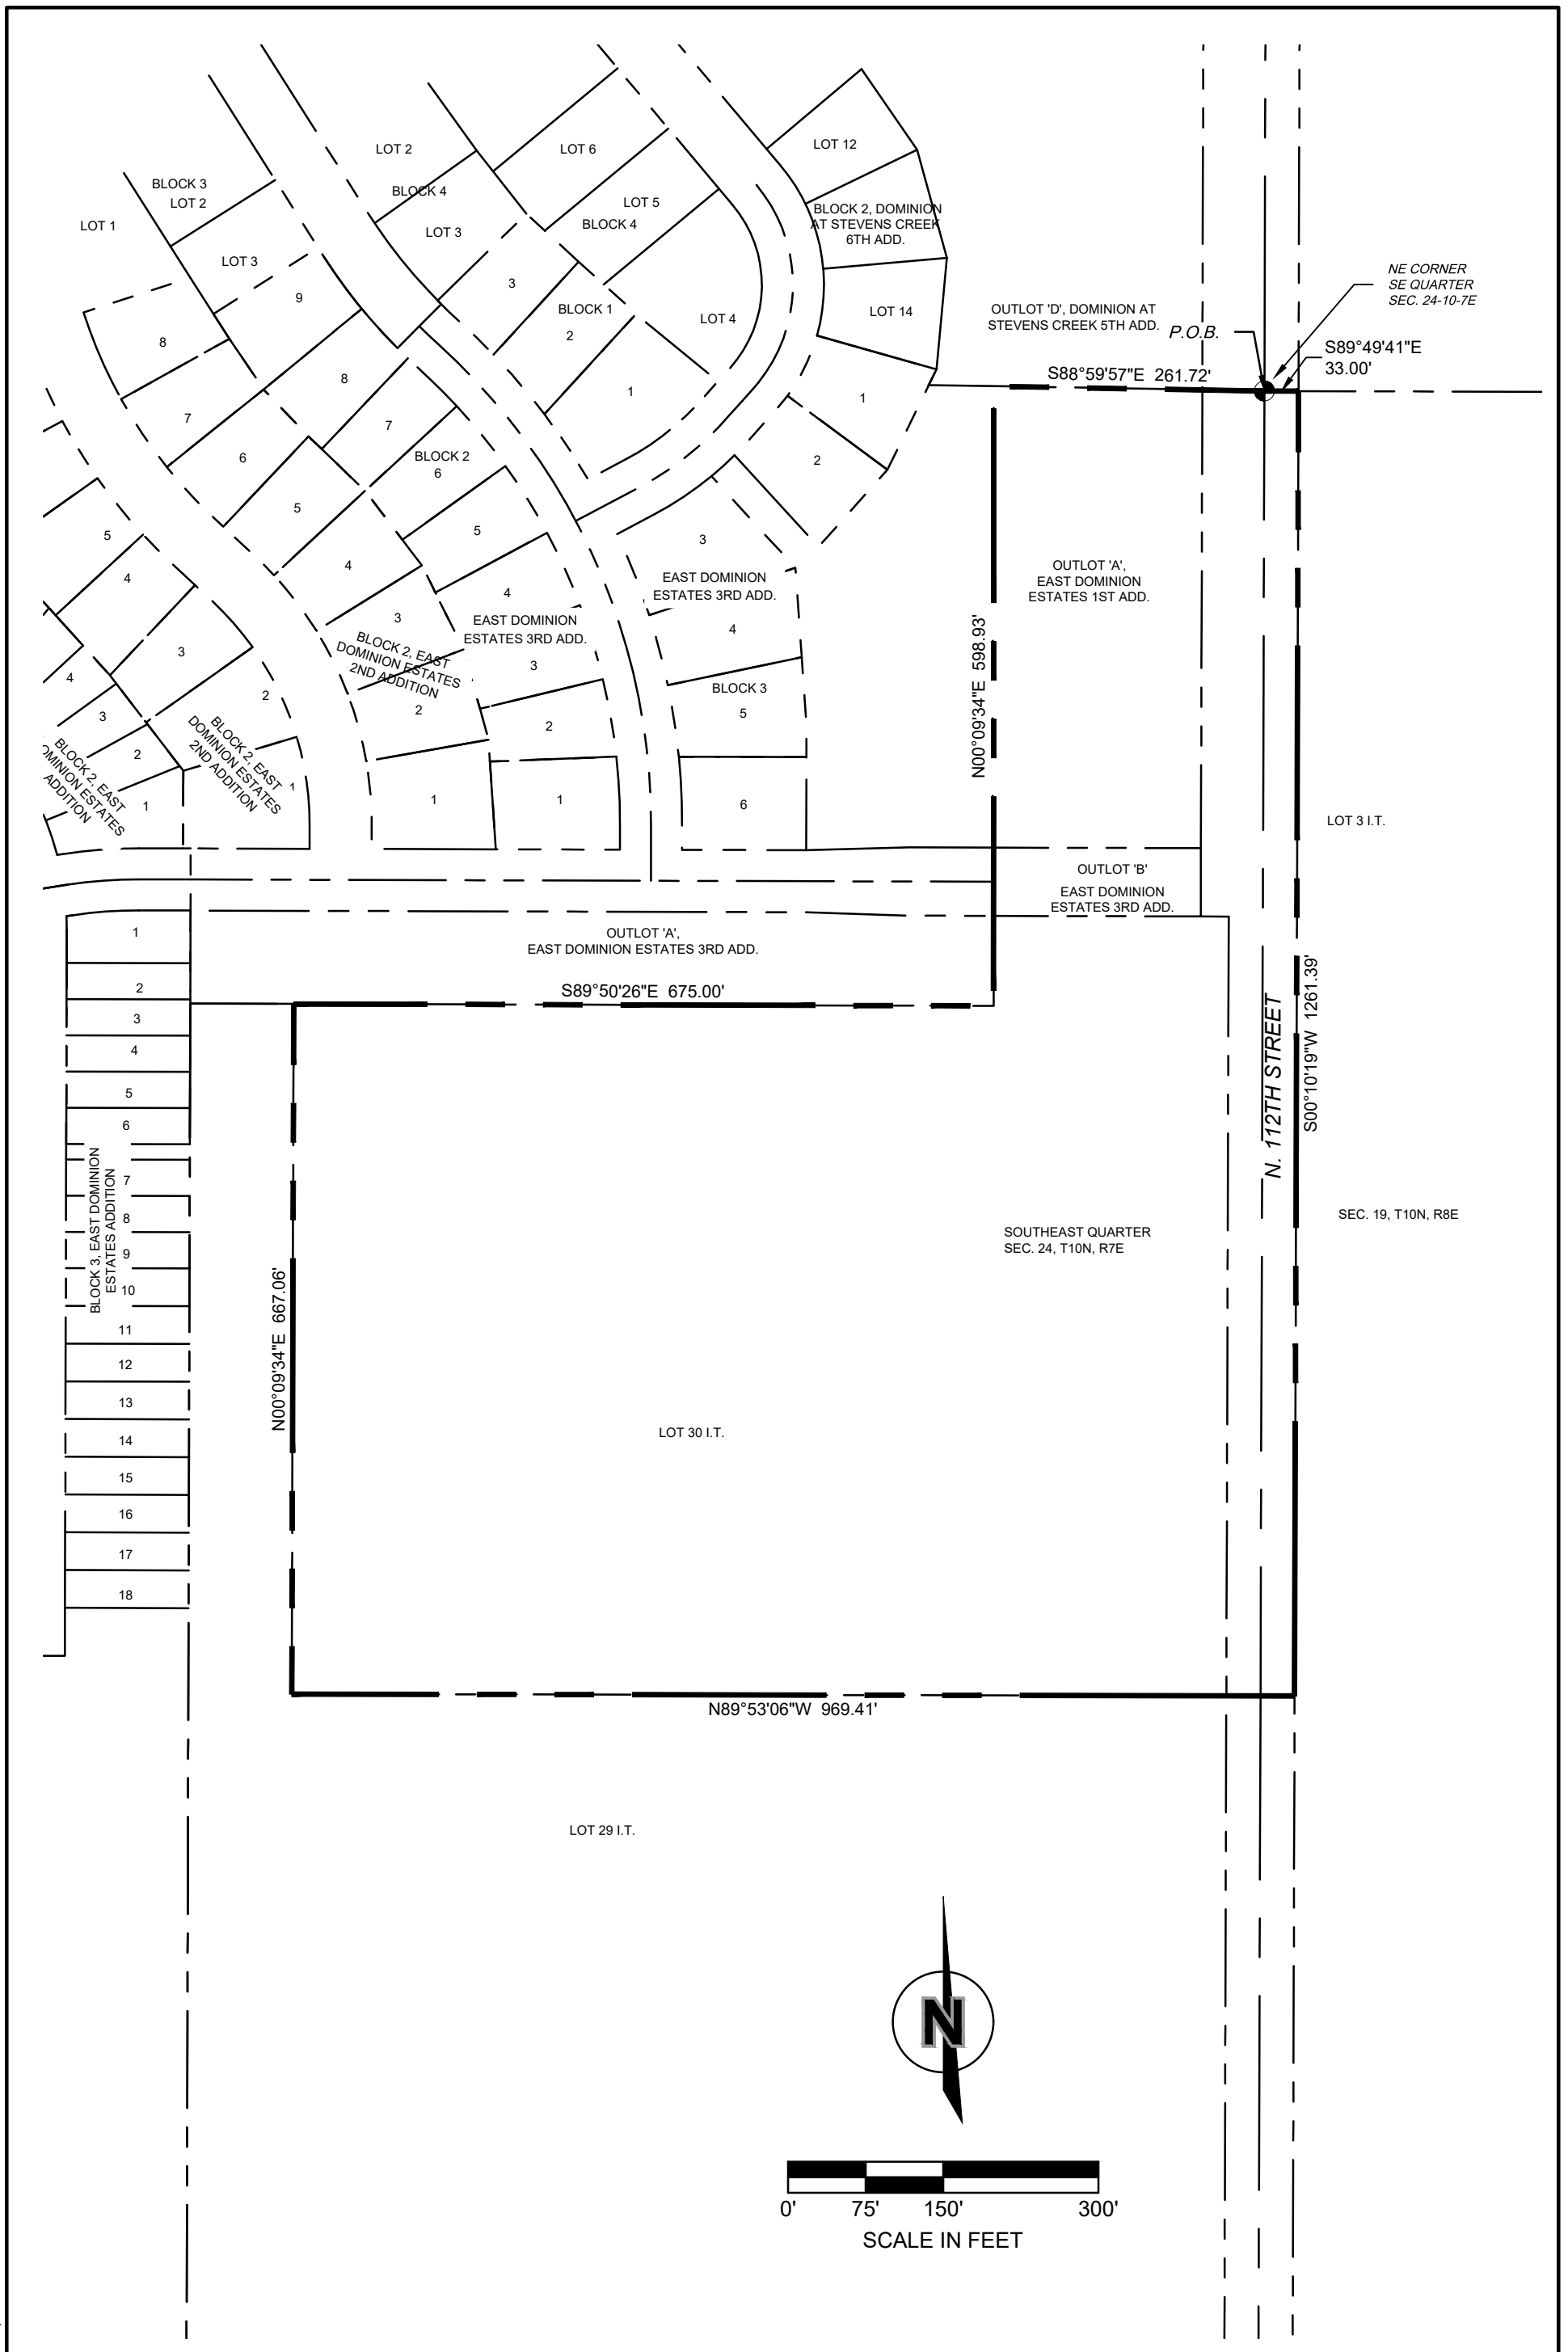 LOT 12
LOT 2
LOT 6
BLOCK 3
LOT 2
BLOCK 4
LOT 5
BLOCK 2, DOMINION
AT STEVENS CREEK
6TH ADD.
LOT 1
LOT 3
BLOCK 4
LOT 3
NE CORNER
SE QUARTER
SEC. 24-10-7E
9
3
BLOCK 1
LOT 4
LOT 14
OUTLOT 'D', DOMINION AT
STEVENS CREEK 5TH ADD.
P.O.B.
8
2
S89°49'41"E
33.00'
S88°59'57"E 261.72'
8
1
1
7
7
6
BLOCK 2
6
2
5
5
5
3
4
4
4
EAST DOMINION
ESTATES 3RD ADD.
OUTLOT 'A',
EAST DOMINION
ESTATES 1ST ADD.
3
EAST DOMINION
ESTATES 3RD ADD.
4
3
BLOCK 2, EAST
DOMINION ESTATES
2ND ADDITION
3
N00°09'34"E 598.93'
4
2
BLOCK 3
5
3
2
2
BLOCK 2, EAST
DOMINION ESTATES
2ND ADDITION
2
BLOCK 2, EAST
OMINION ESTATES
ADDITION
1
1
1
1
6
LOT 3 I.T.
OUTLOT 'B'
EAST DOMINION
ESTATES 3RD ADD.
1
OUTLOT 'A',
EAST DOMINION ESTATES 3RD ADD.
2
S89°50'26"E 675.00'
3
4
5
6
7
8
9
10
11
12
13
14
15
16
17
18
BLOCK 3, EAST DOMINION
ESTATES ADDITION
N. 112TH STREET
S00°10'19"W 1261.39'
SEC. 19, T10N, R8E
SOUTHEAST QUARTER
SEC. 24, T10N, R7E
N00°09'34"E 667.06'
LOT 30 I.T.
N89°53'06"W 969.41'
LOT 29 I.T.
N
0' 75' 150' 300'
SCALE IN FEET